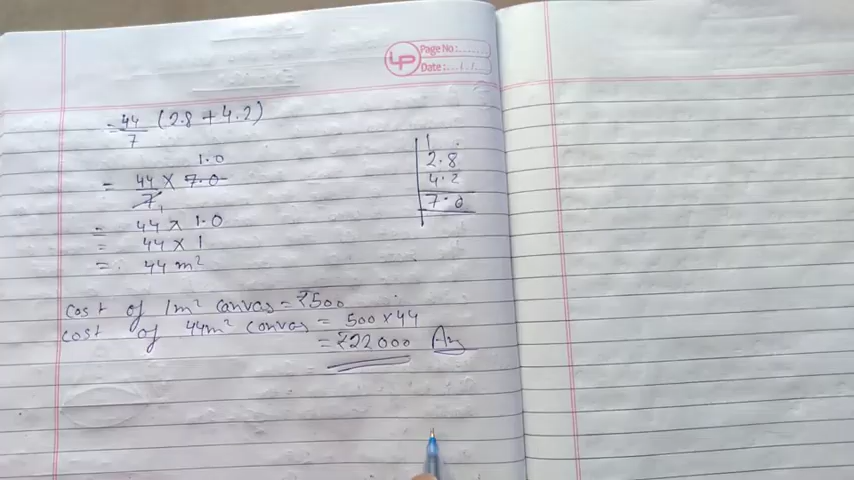 LP Page No.:......
Date:.../.../...
= 44/7 (2.8 + 4.2)
1.0
= 44/7 × 7.0
1
= 44 × 1.0
= 44 × 1
= 44 m²
1
2.8
4.2
7.0
Cost of 1m² canvas = ₹500
Cost of 44m² canvas = 500 × 44
= ₹22000 Ans